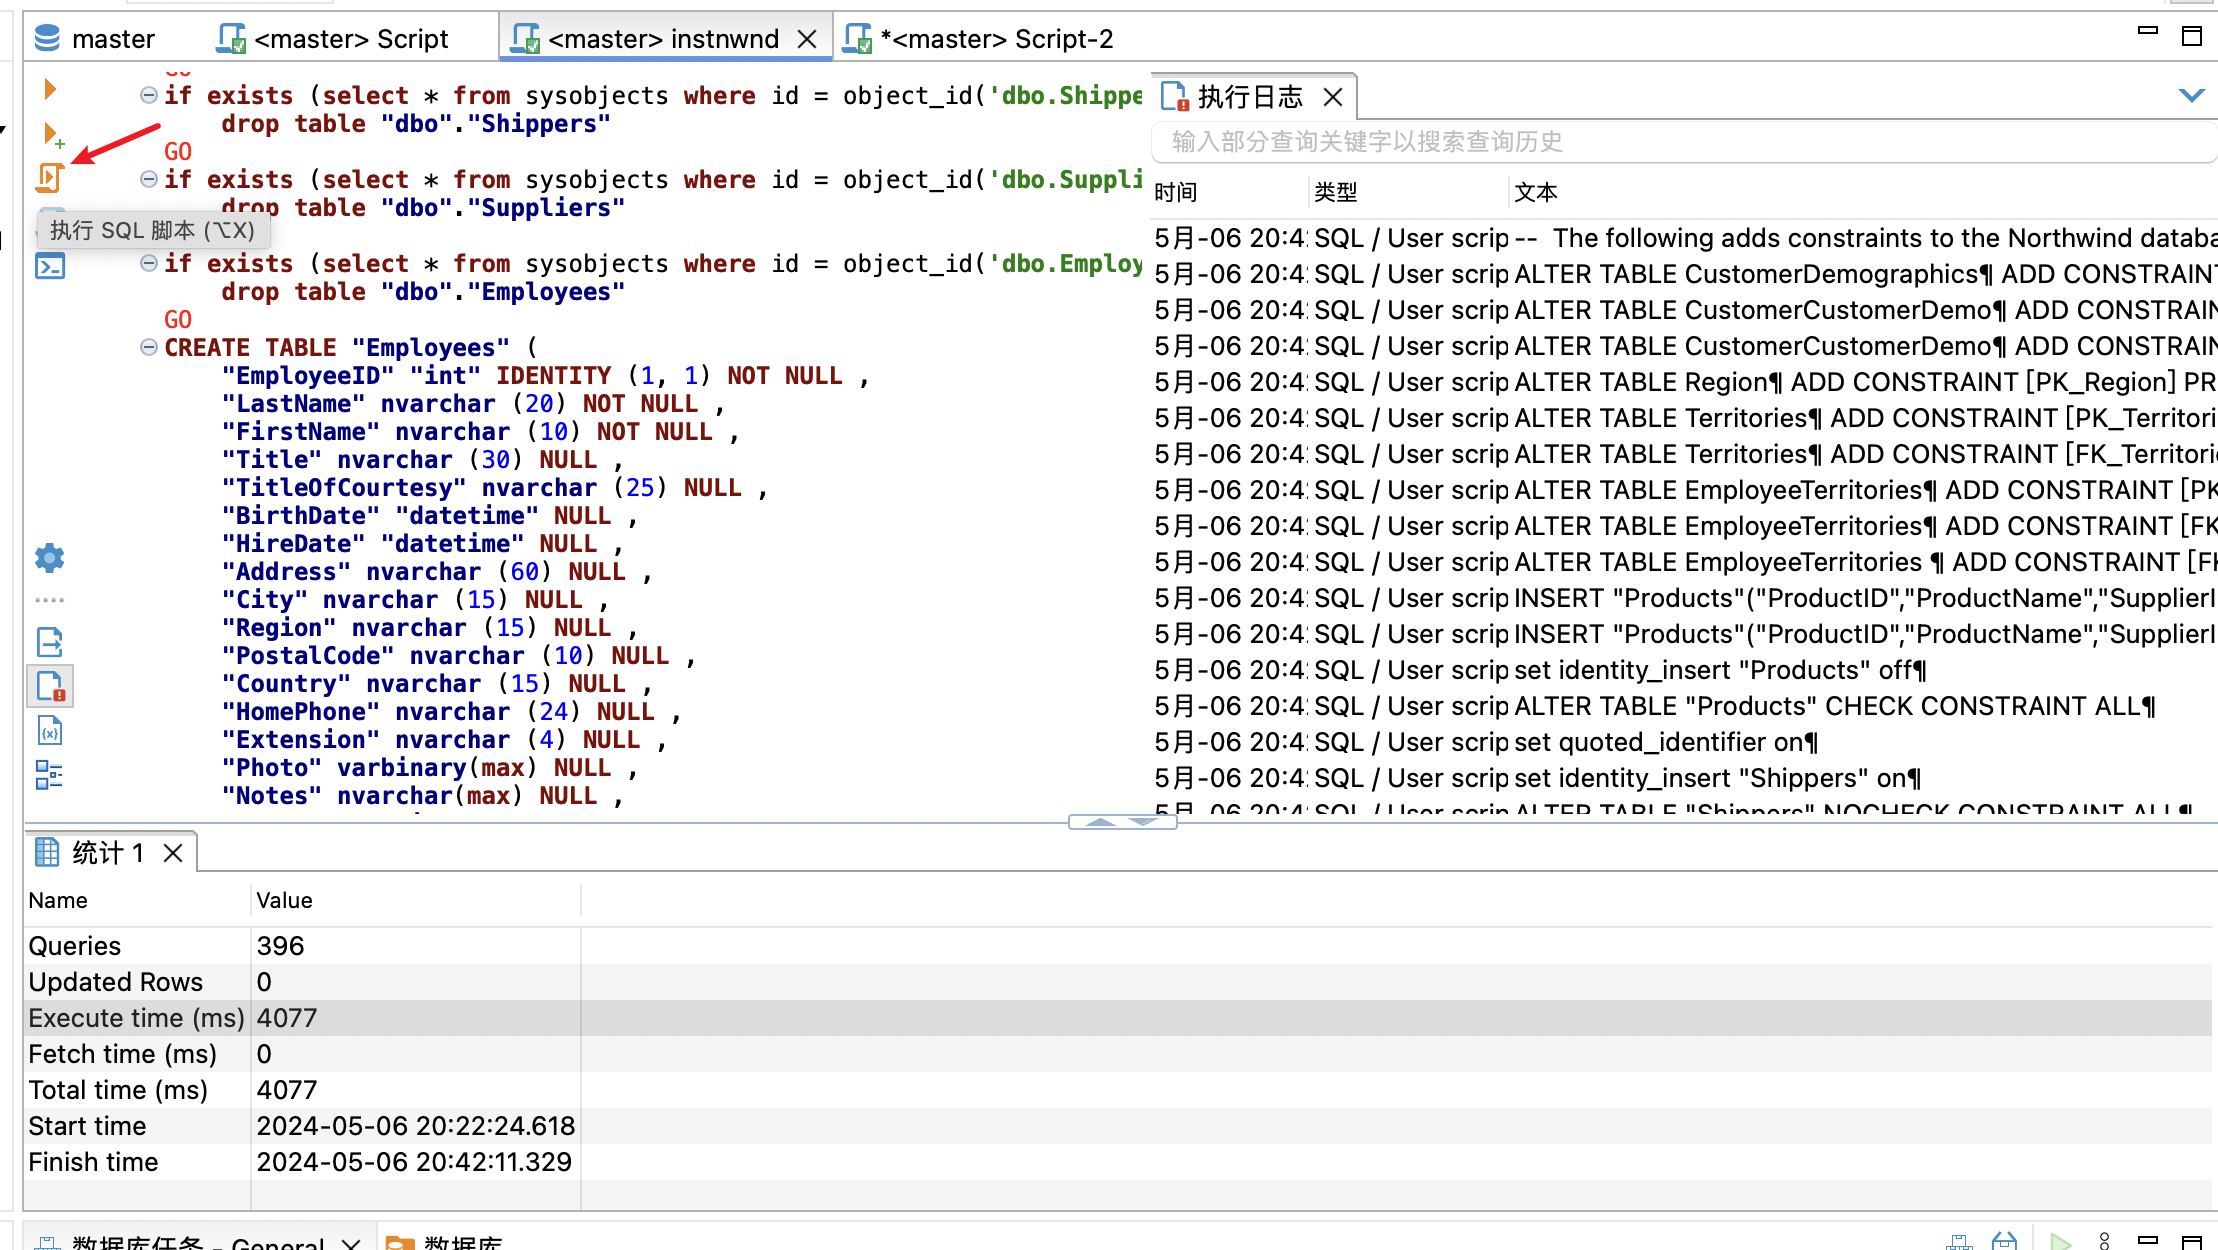 master
<master> Script
<master> instnwnd
*<master> Script-2
GO
if exists (select * from sysobjects where id = object_id('dbo.Shippe
drop table "dbo"."Shippers"
GO
if exists (select * from sysobjects where id = object_id('dbo.Suppli
drop table "dbo"."Suppliers"
执行 SQL 脚本 (⌥X)
if exists (select * from sysobjects where id = object_id('dbo.Employ
drop table "dbo"."Employees"
GO
CREATE TABLE "Employees" (
"EmployeeID" "int" IDENTITY (1, 1) NOT NULL ,
"LastName" nvarchar (20) NOT NULL ,
"FirstName" nvarchar (10) NOT NULL ,
"Title" nvarchar (30) NULL ,
"TitleOfCourtesy" nvarchar (25) NULL ,
"BirthDate" "datetime" NULL ,
"HireDate" "datetime" NULL ,
"Address" nvarchar (60) NULL ,
"City" nvarchar (15) NULL ,
"Region" nvarchar (15) NULL ,
"PostalCode" nvarchar (10) NULL ,
"Country" nvarchar (15) NULL ,
"HomePhone" nvarchar (24) NULL ,
"Extension" nvarchar (4) NULL ,
"Photo" varbinary(max) NULL ,
"Notes" nvarchar(max) NULL ,
执行日志
输入部分查询关键字以搜索查询历史
时间 类型 文本
5月-06 20:4 SQL / User scrip -- The following adds constraints to the Northwind databa
5月-06 20:4 SQL / User scrip ALTER TABLE CustomerDemographics¶ ADD CONSTRAINT
5月-06 20:4 SQL / User scrip ALTER TABLE CustomerCustomerDemo¶ ADD CONSTRAIN
5月-06 20:4 SQL / User scrip ALTER TABLE CustomerCustomerDemo¶ ADD CONSTRAIN
5月-06 20:4 SQL / User scrip ALTER TABLE Region¶ ADD CONSTRAINT [PK_Region] PR
5月-06 20:4 SQL / User scrip ALTER TABLE Territories¶ ADD CONSTRAINT [PK_Territori
5月-06 20:4 SQL / User scrip ALTER TABLE Territories¶ ADD CONSTRAINT [FK_Territori
5月-06 20:4 SQL / User scrip ALTER TABLE EmployeeTerritories¶ ADD CONSTRAINT [PK
5月-06 20:4 SQL / User scrip ALTER TABLE EmployeeTerritories¶ ADD CONSTRAINT [FK
5月-06 20:4 SQL / User scrip ALTER TABLE EmployeeTerritories ¶ ADD CONSTRAINT [FK
5月-06 20:4 SQL / User scrip INSERT "Products"("ProductID","ProductName","SupplierI
5月-06 20:4 SQL / User scrip INSERT "Products"("ProductID","ProductName","SupplierI
5月-06 20:4 SQL / User scrip set identity_insert "Products" off¶
5月-06 20:4 SQL / User scrip ALTER TABLE "Products" CHECK CONSTRAINT ALL¶
5月-06 20:4 SQL / User scrip set quoted_identifier on¶
5月-06 20:4 SQL / User scrip set identity_insert "Shippers" on¶
5月-06 20:4 SQL / User scrip ALTER TABLE "Shippers" NOCHECK CONSTRAINT ALL¶
统计 1
Name Value
Queries 396
Updated Rows 0
Execute time (ms) 4077
Fetch time (ms) 0
Total time (ms) 4077
Start time 2024-05-06 20:22:24.618
Finish time 2024-05-06 20:42:11.329
数据库任务 - General
数据库